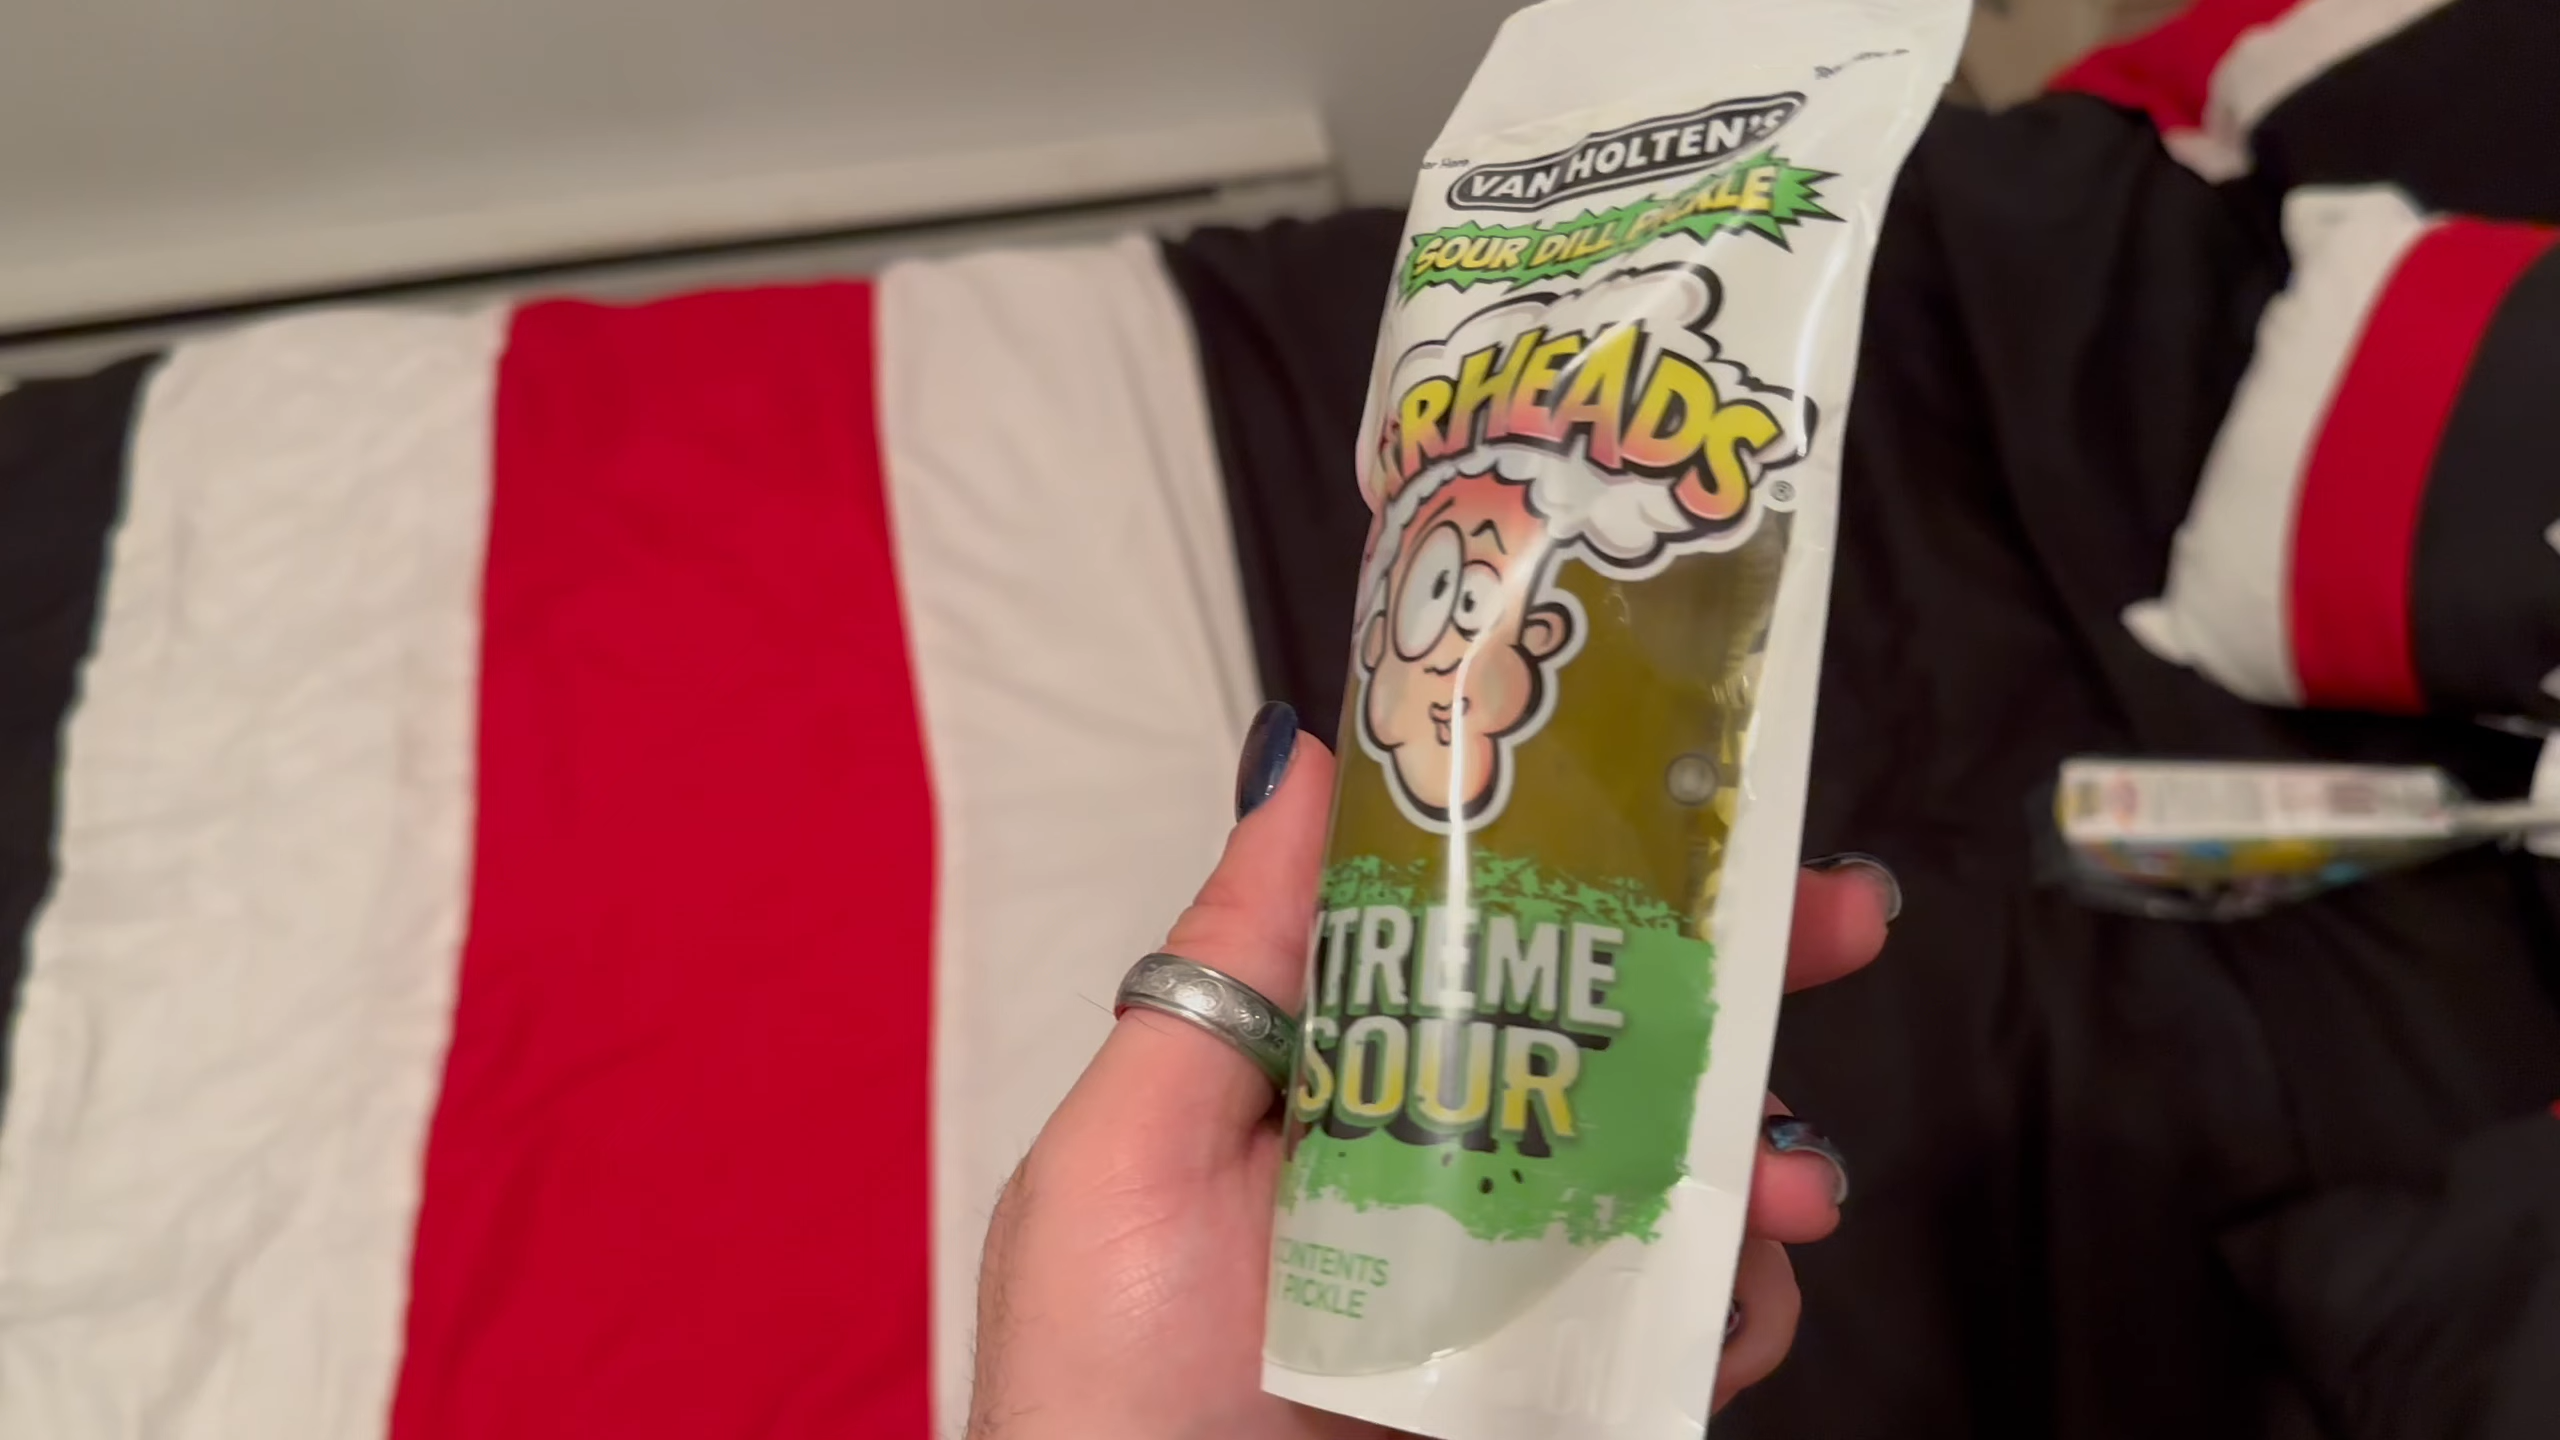 VAN HOLTEN'S
SOUR DILL PICKLE
RHEADS
®
XTREME
SOUR
CONTENTS
PICKLE